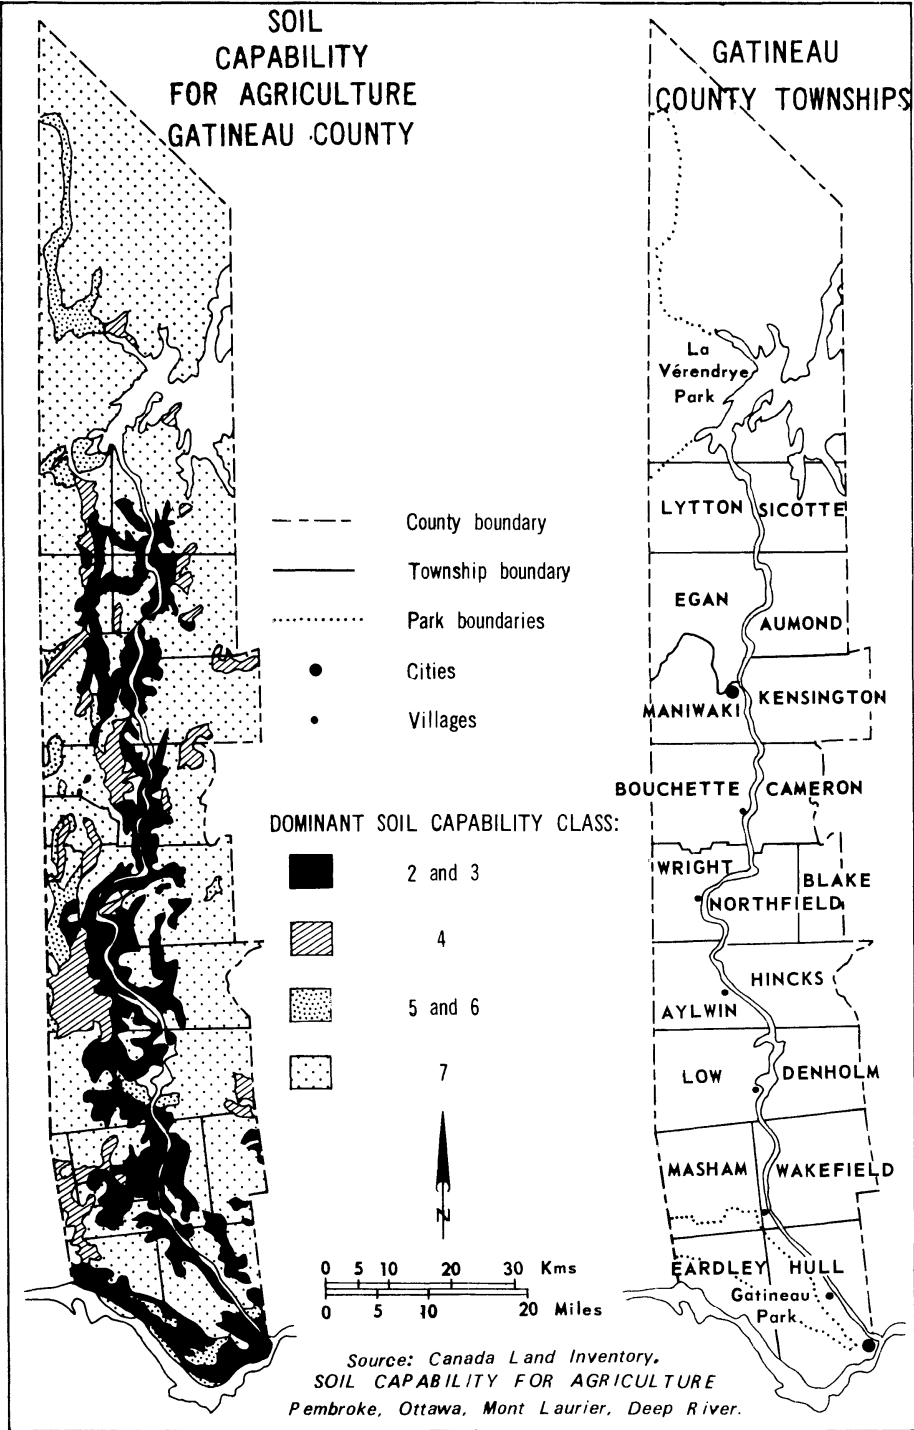 SOIL
CAPABILITY
FOR AGRICULTURE
GATINEAU COUNTY
GATINEAU
COUNTY TOWNSHIPS
La
Vérendrye
Park
LYTTON SICOTTE
EGAN
AUMOND
MANIWAKI KENSINGTON
BOUCHETTE CAMERON
WRIGHT
BLAKE
NORTHFIELD
HINCKS
AYLWIN
LOW DENHOLM
MASHAM WAKEFIELD
EARDLEY HULL
Gatineau
Park
County boundary
Township boundary
Park boundaries
Cities
Villages
DOMINANT SOIL CAPABILITY CLASS:
2 and 3
4
5 and 6
7
N
0 5 10 20 30 Kms
0 5 10 20 Miles
Source: Canada Land Inventory.
SOIL CAPABILITY FOR AGRICULTURE
Pembroke, Ottawa, Mont Laurier, Deep River.